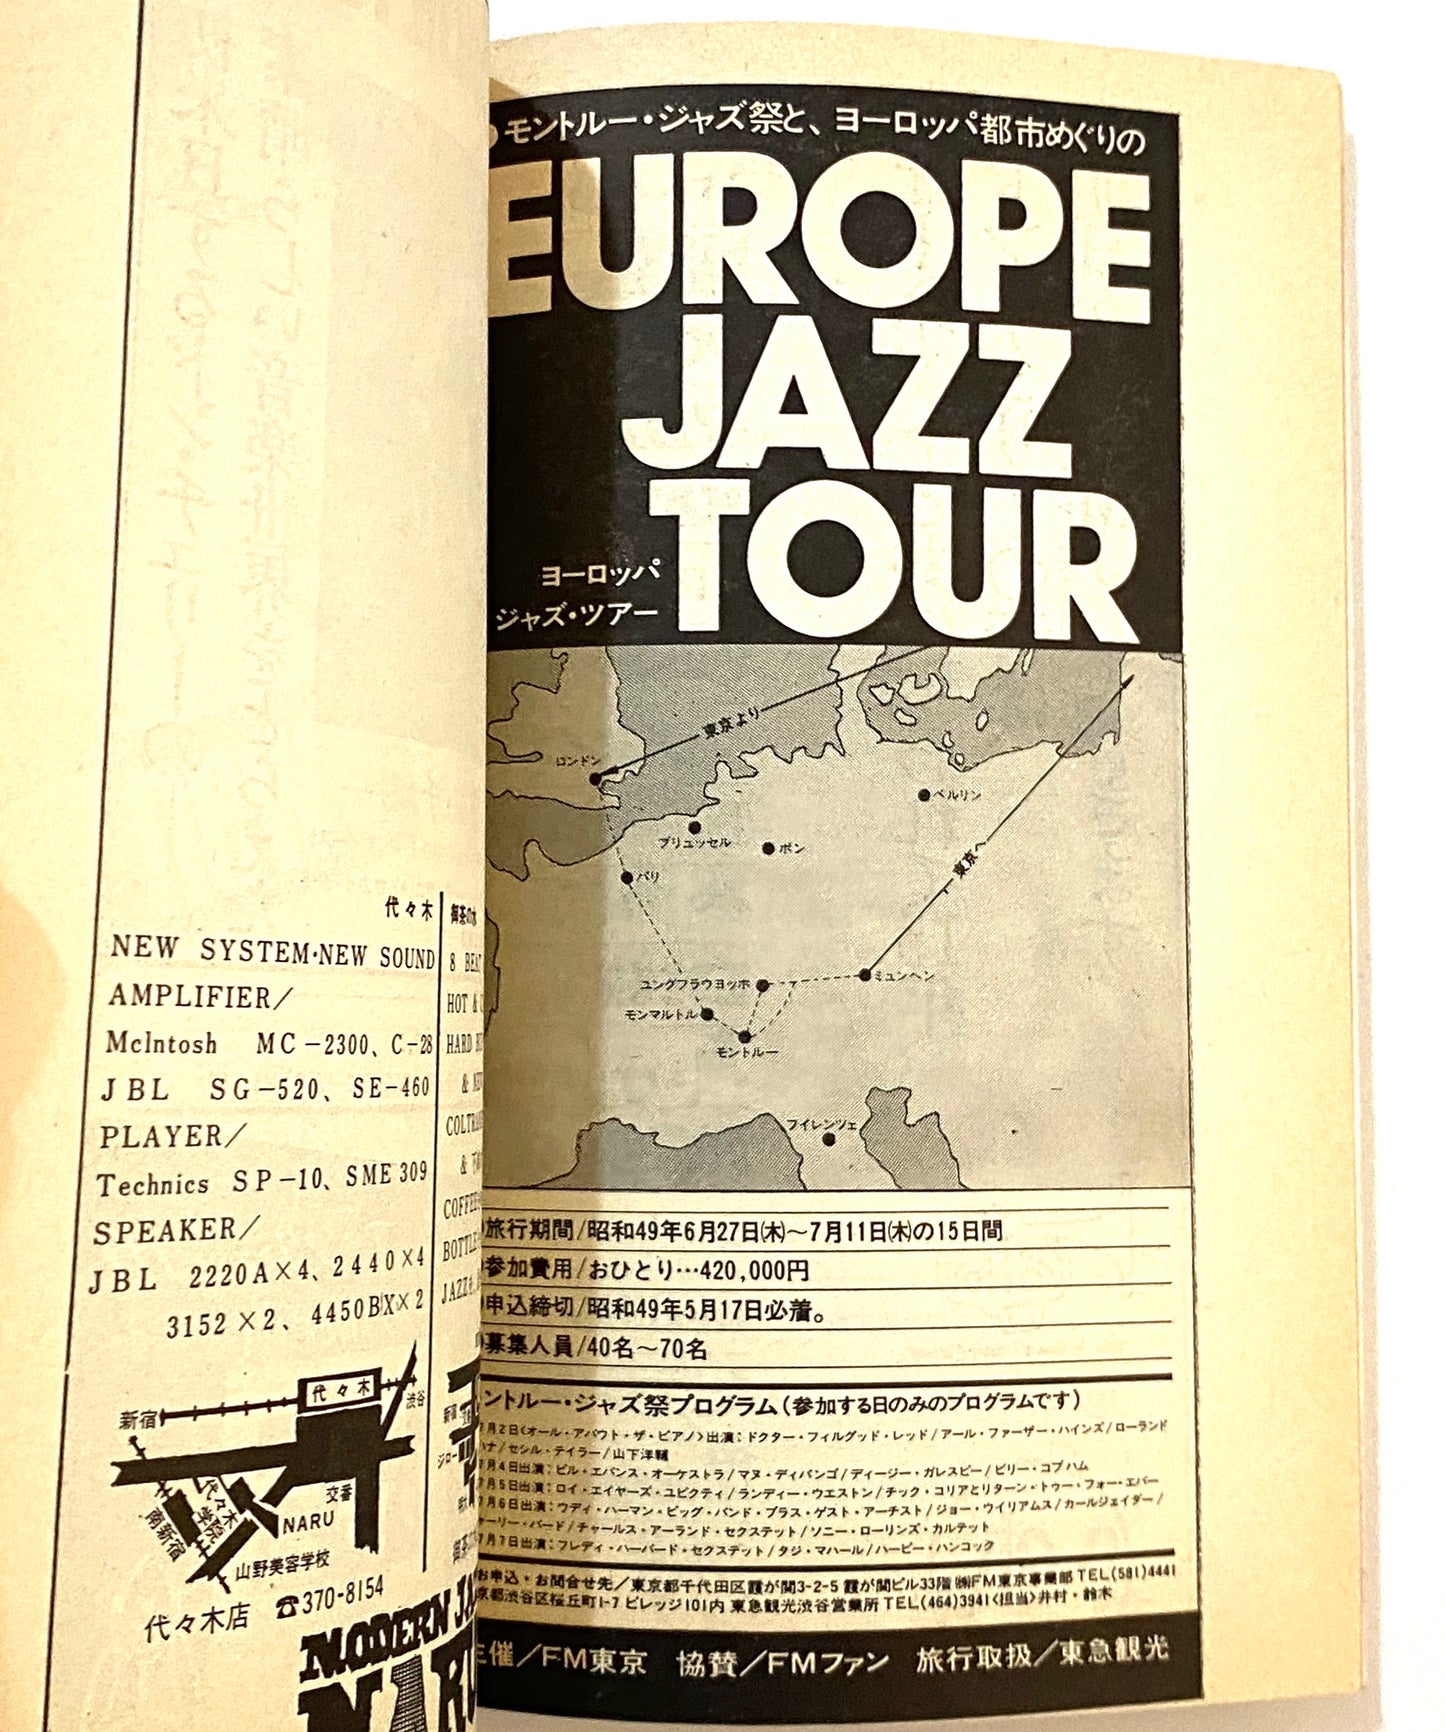 代々木
NEW SYSTEM・NEW SOUND
AMPLIFIER／
McIntosh MC－2300、C－28
JBL SG－520、SE－460
PLAYER／
Technics SP－10、SME 309
SPEAKER／
JBL 2220A×4、2440×4
3152×2、4450BX×2
代々木
新宿
渋谷
代々木
学院
南新宿
交番
NARU
山野美容学校
代々木店 ☎370-8154
MODERN JA
NARU
御茶の水
8 BEAT
HOT &
HARD
&
COLTRA
&
COFFEE
BOTTLE
JAZZ
新宿
モントルー・ジャズ祭と、ヨーロッパ都市めぐりの
EUROPE
JAZZ
TOUR
ヨーロッパ
ジャズ・ツアー
東京より
ロンドン
ベルリン
ブリュッセル
ボン
パリ
東京へ
ユングフラウヨッホ
ミュンヘン
モンマルトル
モントルー
フイレンツェ
旅行期間/昭和49年6月27日㈭〜7月11日㈭の15日間
参加費用/おひとり…420,000円
申込締切/昭和49年5月17日必着。
募集人員/40名〜70名
ントルー・ジャズ祭プログラム（参加する日のみのプログラムです）
7月2日〈オール・アバウト・ザ・ピアノ〉出演：ドクター・フィルグッド・レッド/アール・ファーザー・ハインズ/ローランド
ハナ/セシル・テイラー/山下洋輔
7月4日出演：ビル・エバンス・オーケストラ/マヌ・ディバンゴ/ディージー・ガレスピー/ビリー・コブハム
7月5日出演：ロイ・エイヤーズ・ユビクティ/ランディー・ウエストン/チック・コリアとリターン・トゥー・フォー・エバー
7月6日出演：ウディ・ハーマン・ビッグ・バンド・プラス・ゲスト・アーチスト/ジョー・ウイリアムス/カールジェイダー/
ャーリー・バード/チャールス・アーランド・セクステット/ソニー・ローリンズ・カルテット
7月7日出演：フレディ・ハーバード・セクステット/タジ・マハール/ハービー・ハンコック
お申込・お問合せ先／東京都千代田区霞が関3-2-5 霞が関ビル33階 ㈱FM東京事業部 TEL(581)4441
京都渋谷区桜丘町1-7 ビレッジ101内 東急観光渋谷営業所 TEL(464)3941〈担当〉井村・鈴木
主催／FM東京 協賛／FMファン 旅行取扱／東急観光